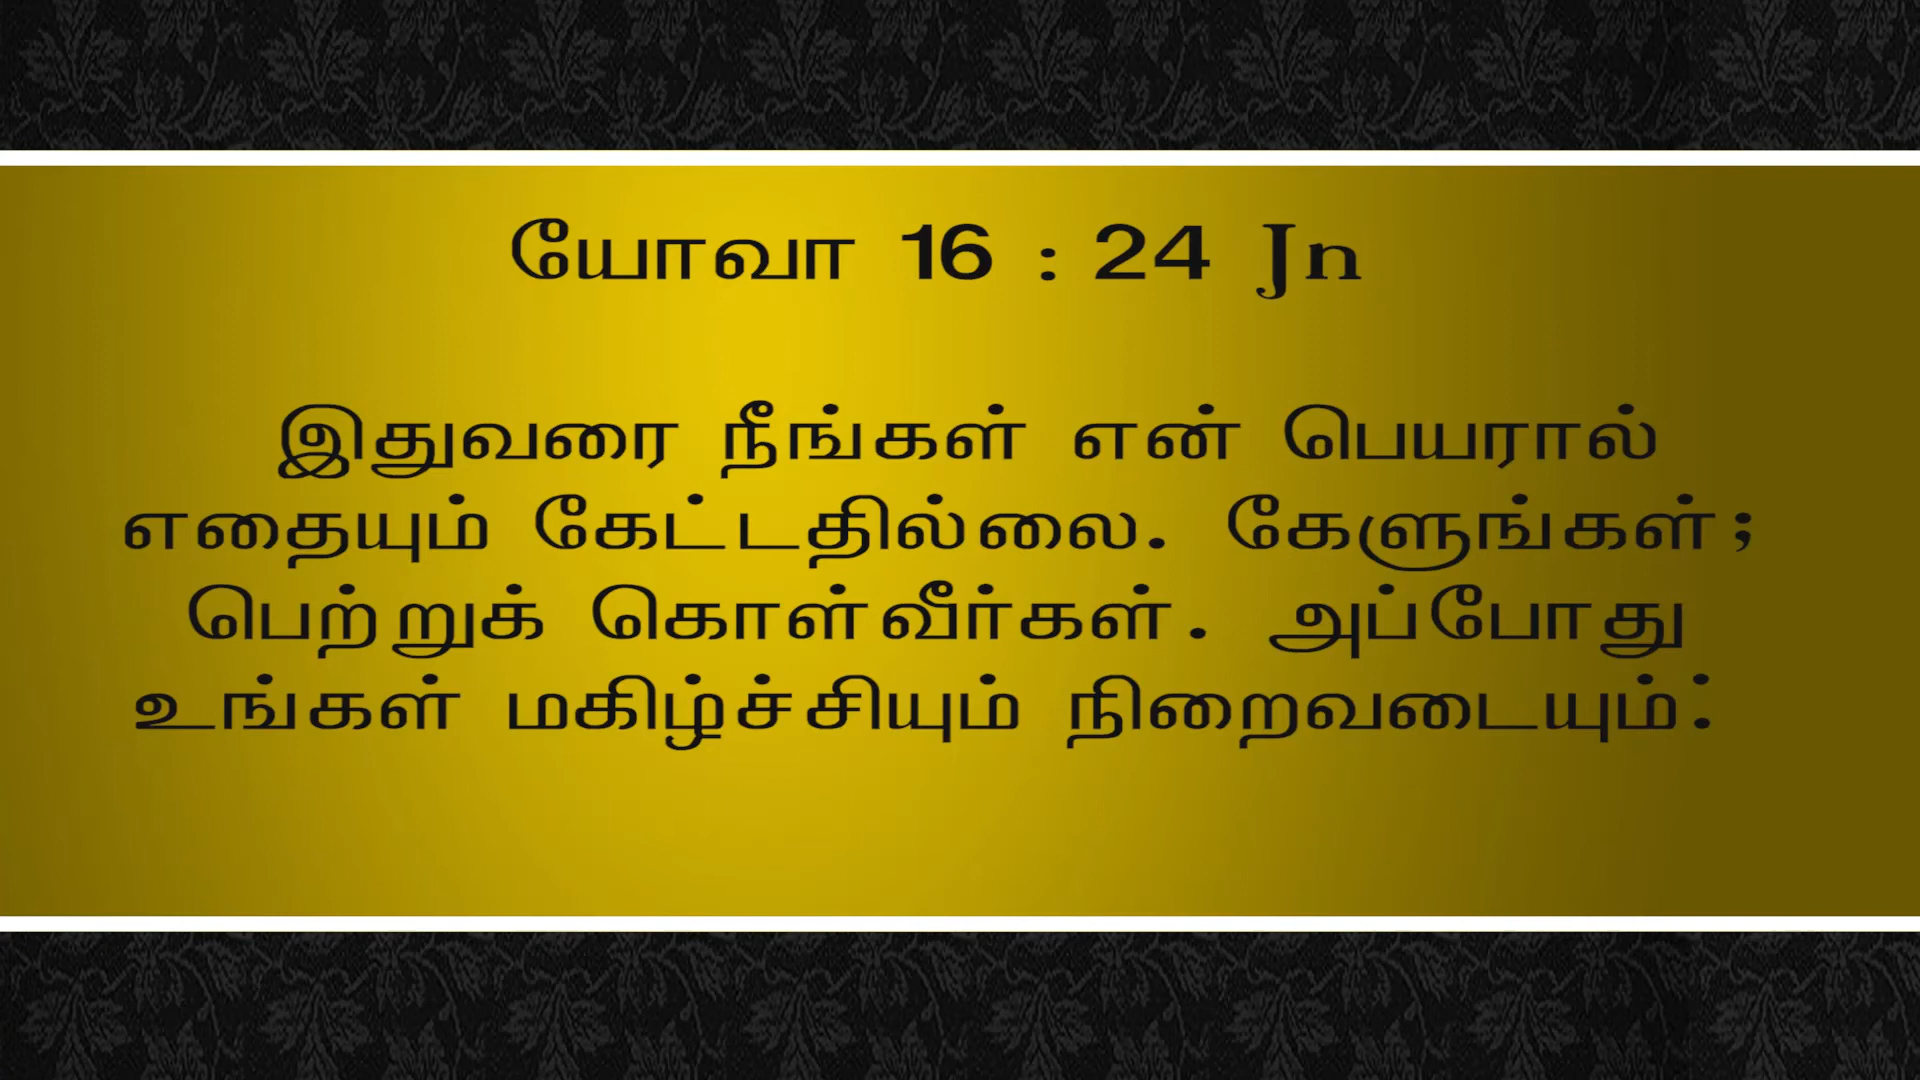 யோவா 16 : 24 Jn
இதுவரை நீங்கள் என் பெயரால்
எதையும் கேட்டதில்லை. கேளுங்கள்;
பெற்றுக் கொள்வீர்கள். அப்போது
உங்கள் மகிழ்ச்சியும் நிறைவடையும்.